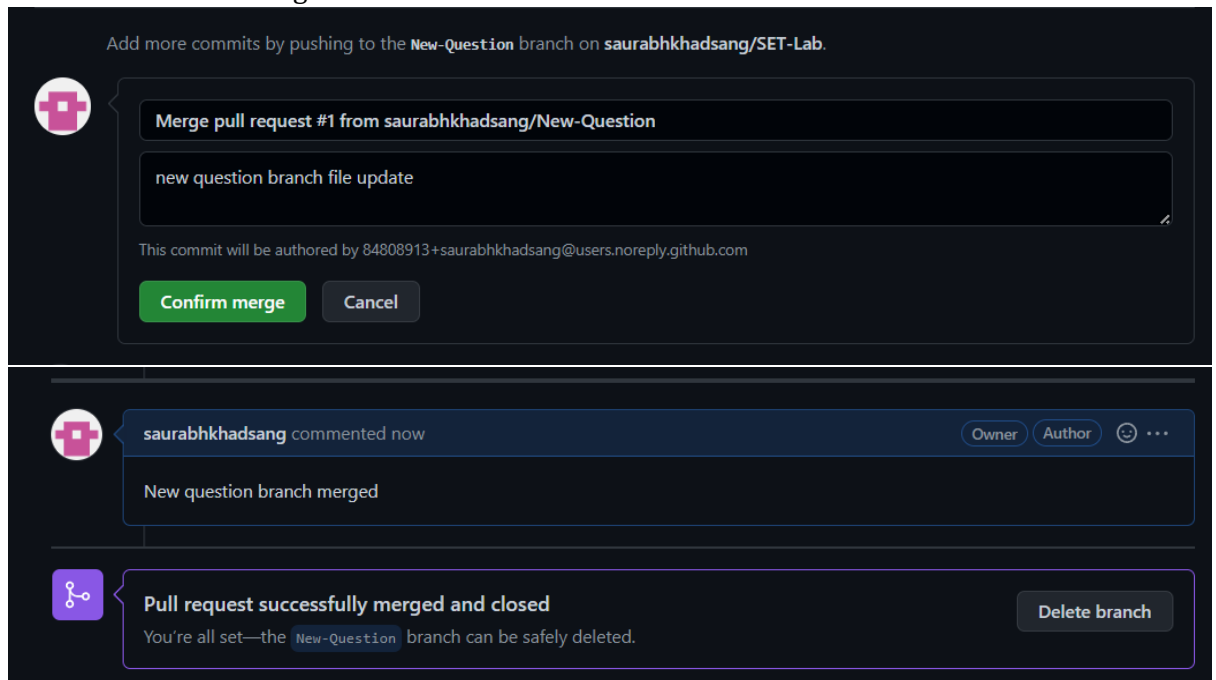 Add more commits by pushing to the New-Question branch on saurabhkhadsang/SET-Lab.
Merge pull request #1 from saurabhkhadsang/New-Question
new question branch file update
This commit will be authored by 84808913+saurabhkhadsang@users.noreply.github.com
Confirm merge Cancel
saurabhkhadsang commented now Owner Author
New question branch merged
Pull request successfully merged and closed
Delete branch
You're all set—the New-Question branch can be safely deleted.